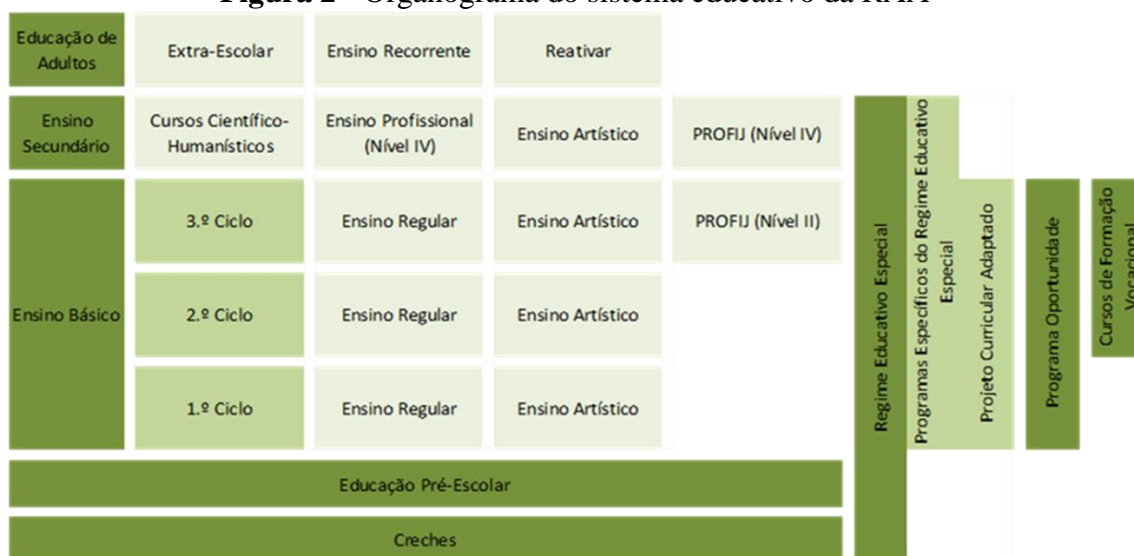 Figura 2 - Organograma do sistema educativo da RAA
Educação de
Adultos
Extra-Escolar
Ensino Recorrente
Reativar
Ensino
Secundário
Cursos Científico-
Humanísticos
Ensino Profissional
(Nível IV)
Ensino Artístico
PROFIJ (Nível IV)
Ensino Básico
3.º Ciclo
Ensino Regular
Ensino Artístico
PROFIJ (Nível II)
2.º Ciclo
Ensino Regular
Ensino Artístico
1.º Ciclo
Ensino Regular
Ensino Artístico
Educação Pré-Escolar
Creches
Regime Educativo Especial
Programas Específicos do Regime Educativo
Especial
Projeto Curricular Adaptado
Programa Oportunidade
Cursos de Formação
Vocacional